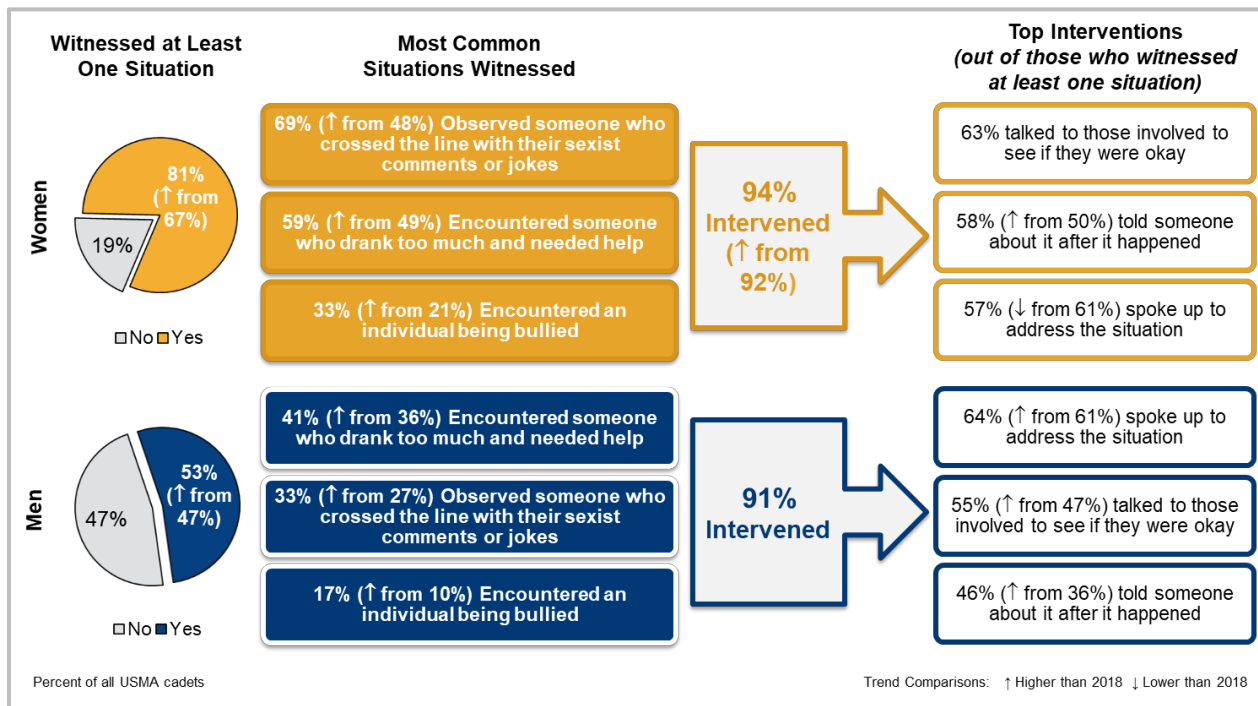 Witnessed at Least
One Situation
Most Common
Situations Witnessed
Top Interventions
(out of those who witnessed
at least one situation)
Women
81%
(↑ from
67%)
19%
No Yes
69% (↑ from 48%) Observed someone who
crossed the line with their sexist
comments or jokes
59% (↑ from 49%) Encountered someone
who drank too much and needed help
33% (↑ from 21%) Encountered an
individual being bullied
94%
Intervened
(↑ from
92%)
63% talked to those involved to
see if they were okay
58% (↑ from 50%) told someone
about it after it happened
57% (↓ from 61%) spoke up to
address the situation
Men
53%
(↑ from
47%)
47%
No Yes
41% (↑ from 36%) Encountered someone
who drank too much and needed help
33% (↑ from 27%) Observed someone who
crossed the line with their sexist
comments or jokes
17% (↑ from 10%) Encountered an
individual being bullied
91%
Intervened
64% (↑ from 61%) spoke up to
address the situation
55% (↑ from 47%) talked to those
involved to see if they were okay
46% (↑ from 36%) told someone
about it after it happened
Percent of all USMA cadets
Trend Comparisons: ↑ Higher than 2018 ↓ Lower than 2018